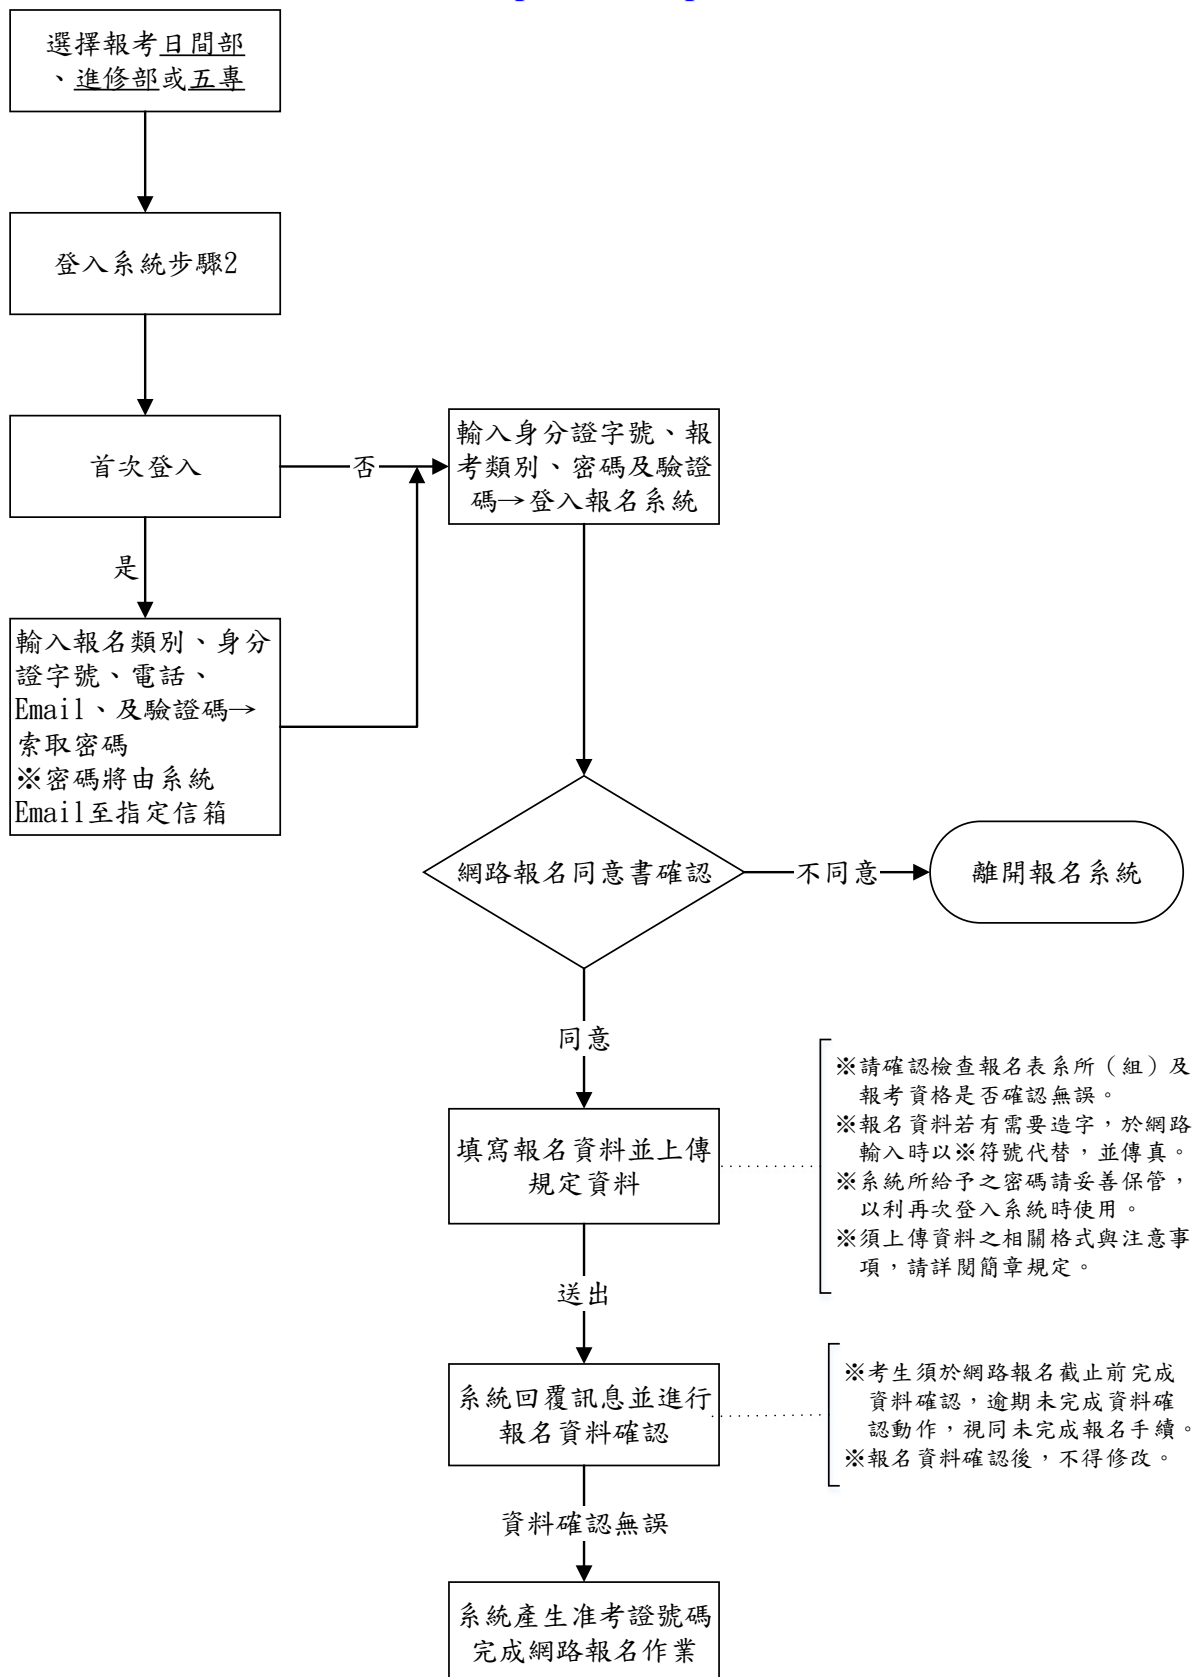 選擇報考日間部
、進修部或五專
登入系統步驟2
首次登入
否
輸入身分證字號、報
考類別、密碼及驗證
碼→登入報名系統
是
輸入報名類別、身分
證字號、電話、
Email、及驗證碼→
索取密碼
※密碼將由系統
Email至指定信箱
網路報名同意書確認
不同意
離開報名系統
同意
填寫報名資料並上傳
規定資料
※請確認檢查報名表系所（組）及
報考資格是否確認無誤。
※報名資料若有需要造字，於網路
輸入時以※符號代替，並傳真。
※系統所給予之密碼請妥善保管，
以利再次登入系統時使用。
※須上傳資料之相關格式與注意事
項，請詳閱簡章規定。
送出
系統回覆訊息並進行
報名資料確認
※考生須於網路報名截止前完成
資料確認，逾期未完成資料確
認動作，視同未完成報名手續。
※報名資料確認後，不得修改。
資料確認無誤
系統產生准考證號碼
完成網路報名作業